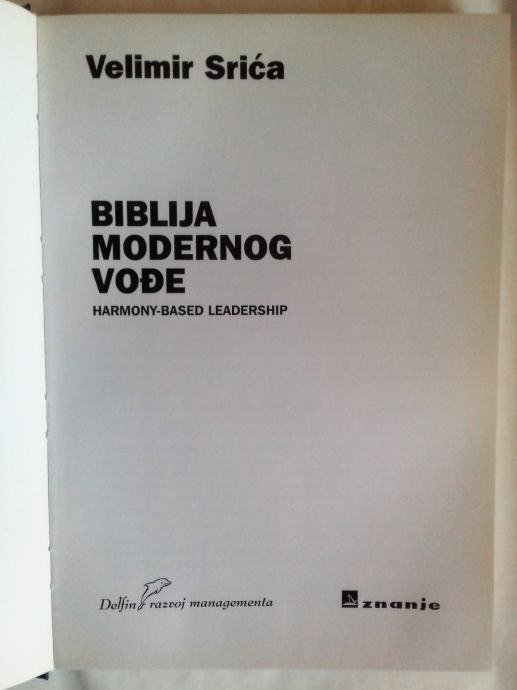 Velimir Srića
BIBLIJA
MODERNOG
VOĐE
HARMONY-BASED LEADERSHIP
Delfin razvoj managementa
znanje